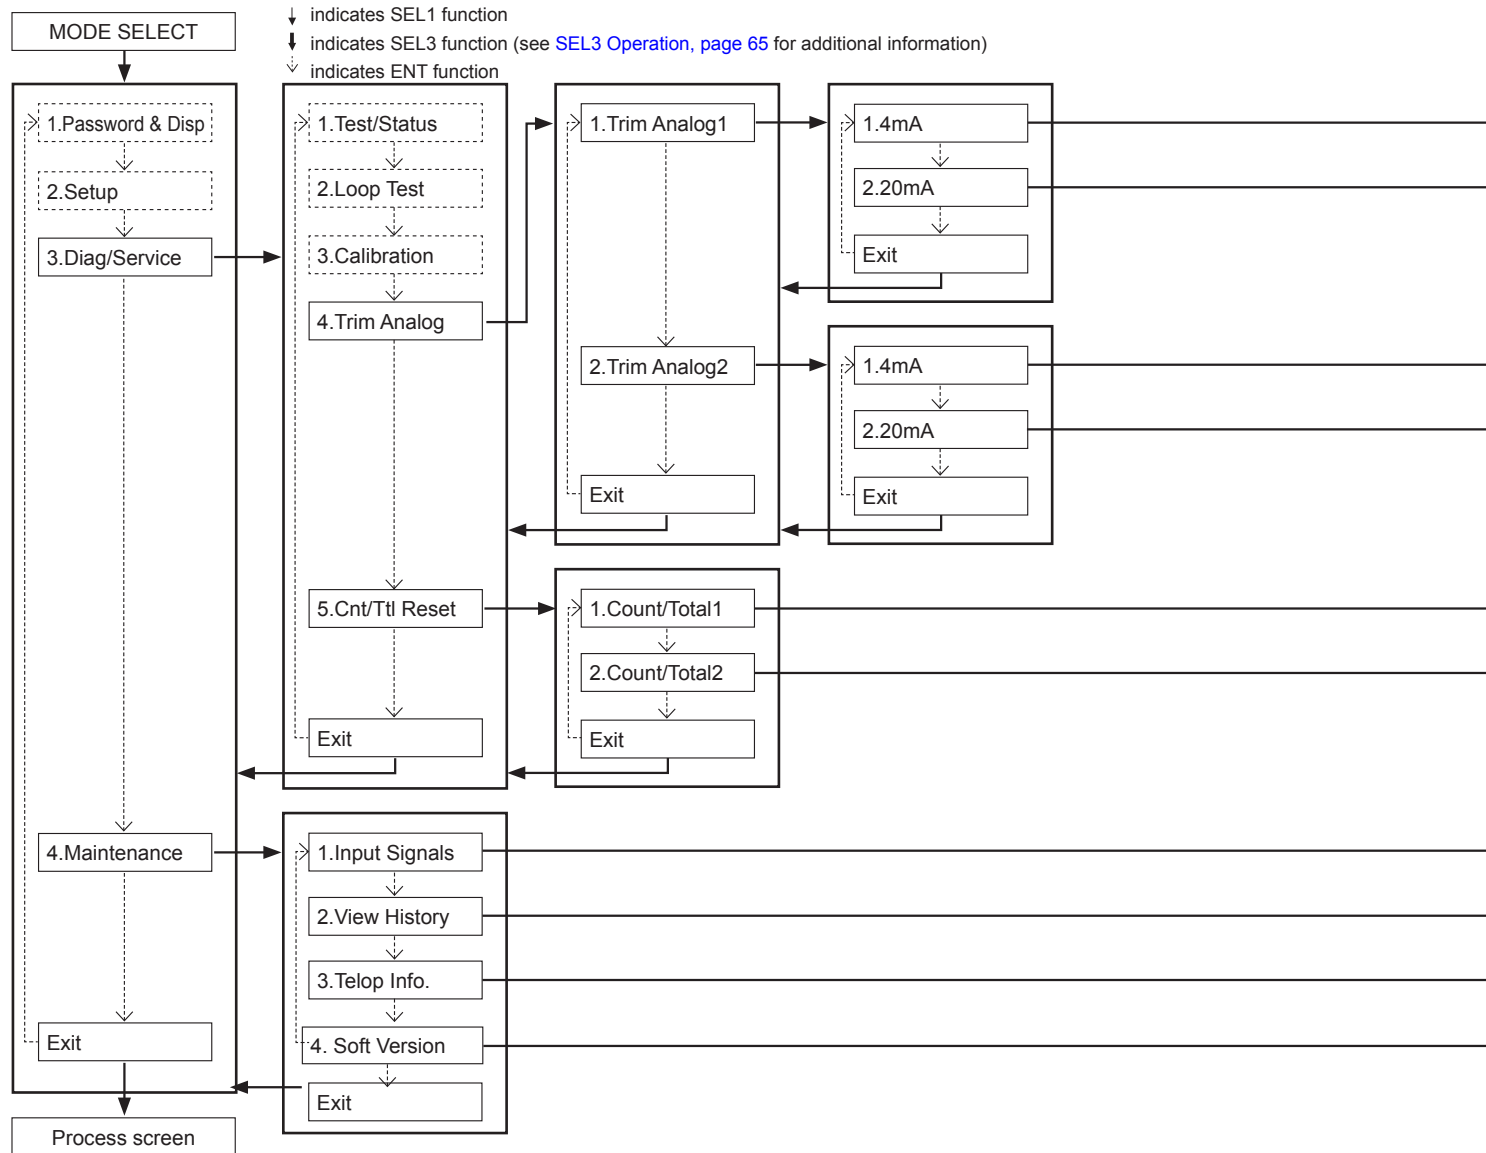 MODE SELECT
indicates SEL1 function
indicates SEL3 function (see SEL3 Operation, page 65 for additional information)
indicates ENT function
1.Password & Disp
2.Setup
3.Diag/Service
4.Maintenance
Exit
Process screen
1.Test/Status
2.Loop Test
3.Calibration
4.Trim Analog
5.Cnt/Ttl Reset
Exit
1.Trim Analog1
2.Trim Analog2
Exit
1.4mA
2.20mA
Exit
1.4mA
2.20mA
Exit
1.Count/Total1
2.Count/Total2
Exit
1.Input Signals
2.View History
3.Telop Info.
4. Soft Version
Exit